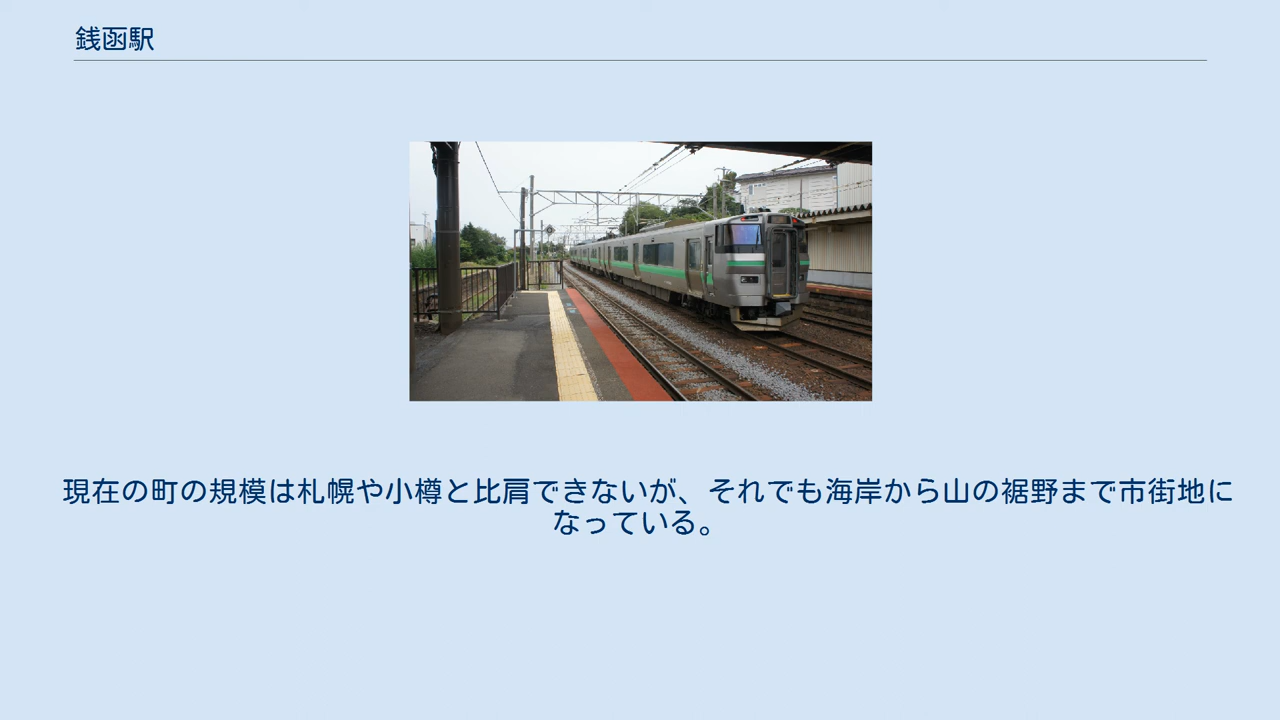 銭函駅
現在の町の規模は札幌や小樽と比肩できないが、それでも海岸から山の裾野まで市街地に
なっている。